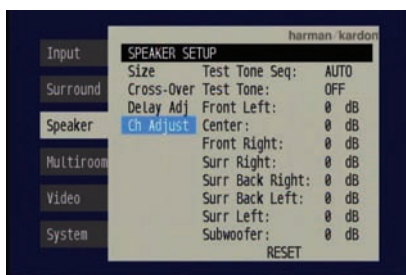 harman/kardon
Input
Surround
Speaker
Multiroom
Video
System
SPEAKER SETUP
Size Test Tone Seq: AUTO
Cross-Over Test Tone: OFF
Delay Adj Front Left: 0 dB
Ch Adjust Center: 0 dB
Front Right: 0 dB
Surr Right: 0 dB
Surr Back Right: 0 dB
Surr Back Left: 0 dB
Surr Left: 0 dB
Subwoofer: 0 dB
RESET